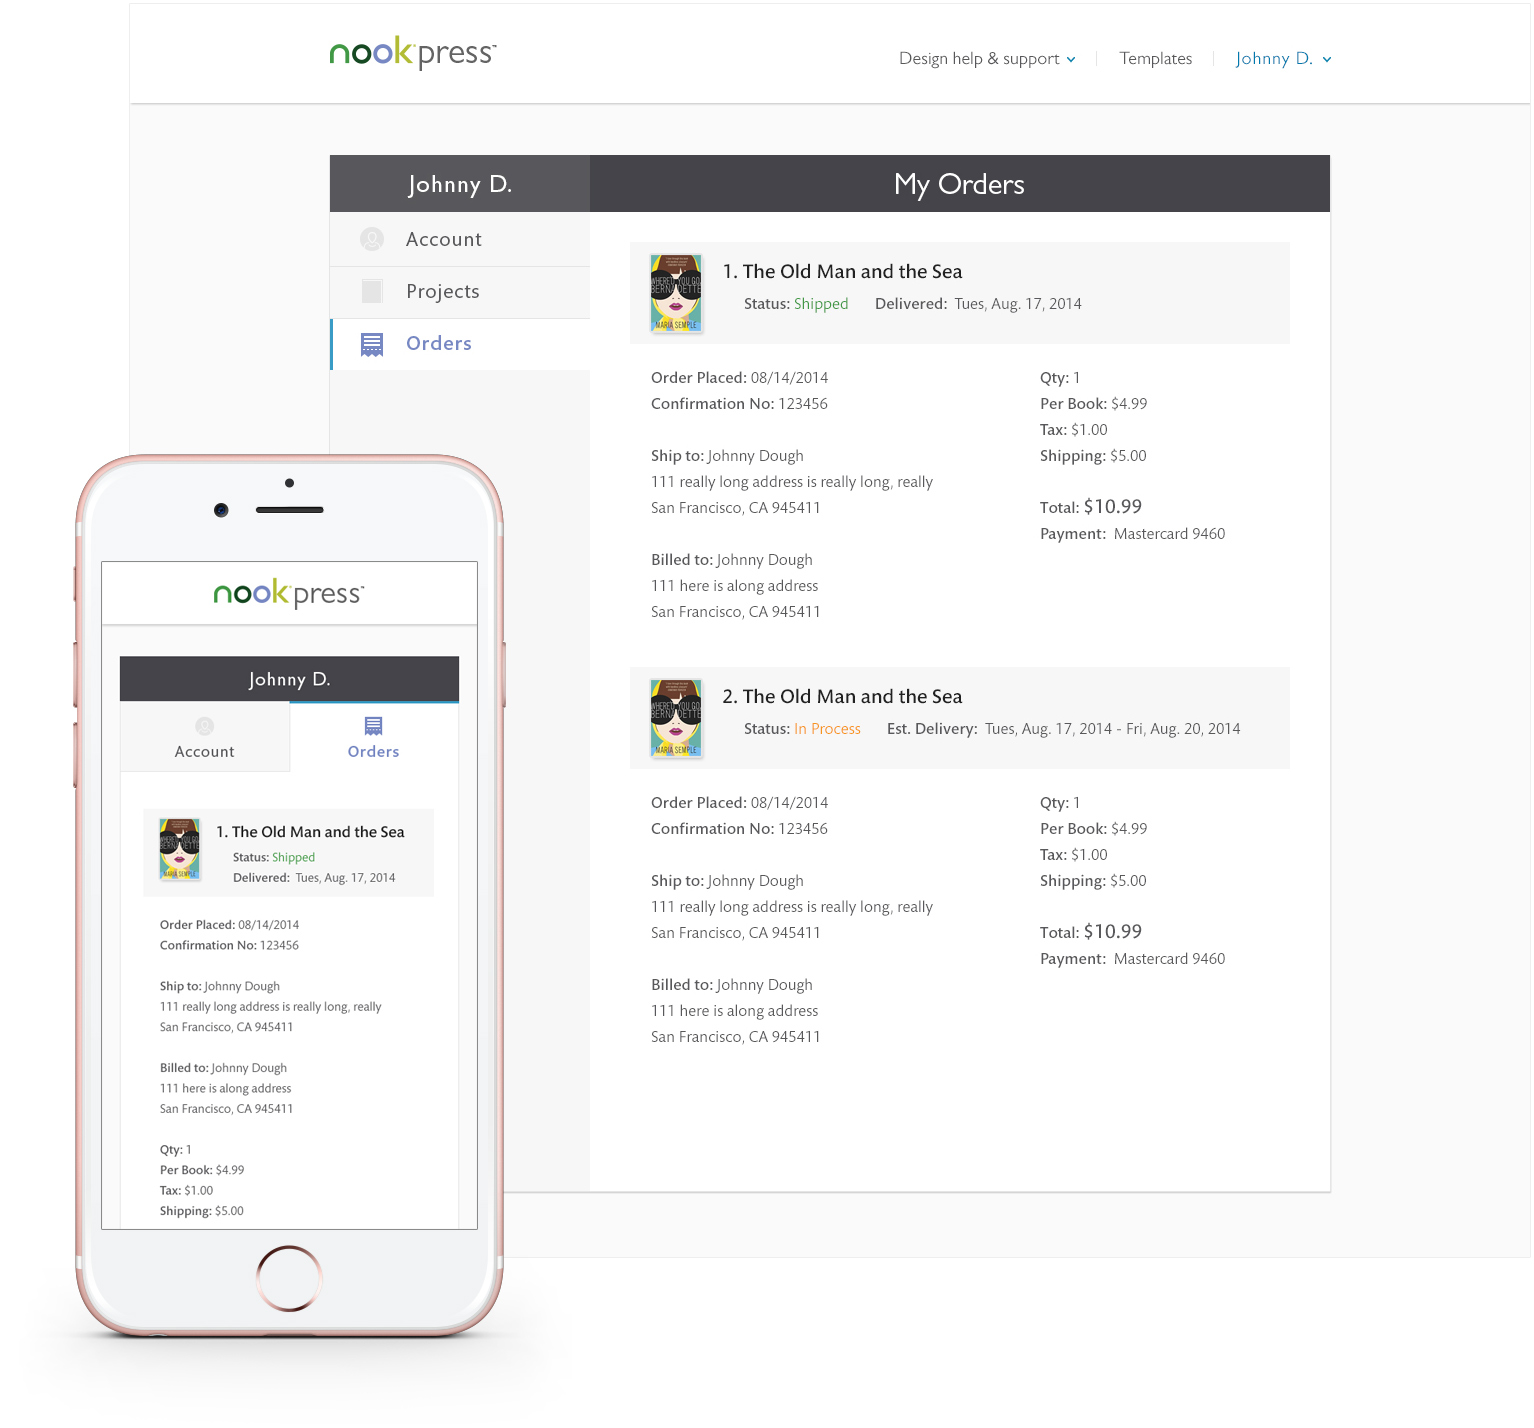 nook press™
Design help & support
Templates
Johnny D.
Johnny D.
My Orders
Account
Projects
Orders
WHERE'D YOU GO
BERNADETTE
MARIA SEMPLE
1. The Old Man and the Sea
Status: Shipped Delivered: Tues, Aug. 17, 2014
Order Placed: 08/14/2014
Confirmation No: 123456
Ship to: Johnny Dough
111 really long address is really long, really
San Francisco, CA 945411
Billed to: Johnny Dough
111 here is along address
San Francisco, CA 945411
Qty: 1
Per Book: $4.99
Tax: $1.00
Shipping: $5.00
Total: $10.99
Payment: Mastercard 9460
WHERE'D YOU GO
BERNADETTE
MARIA SEMPLE
2. The Old Man and the Sea
Status: In Process Est. Delivery: Tues, Aug. 17, 2014 - Fri, Aug. 20, 2014
Order Placed: 08/14/2014
Confirmation No: 123456
Ship to: Johnny Dough
111 really long address is really long, really
San Francisco, CA 945411
Billed to: Johnny Dough
111 here is along address
San Francisco, CA 945411
Qty: 1
Per Book: $4.99
Tax: $1.00
Shipping: $5.00
Total: $10.99
Payment: Mastercard 9460
nook press™
Johnny D.
Account
Orders
WHERE'D YOU GO
BERNADETTE
MARIA SEMPLE
1. The Old Man and the Sea
Status: Shipped
Delivered: Tues, Aug. 17, 2014
Order Placed: 08/14/2014
Confirmation No: 123456
Ship to: Johnny Dough
111 really long address is really long, really
San Francisco, CA 945411
Billed to: Johnny Dough
111 here is along address
San Francisco, CA 945411
Qty: 1
Per Book: $4.99
Tax: $1.00
Shipping: $5.00